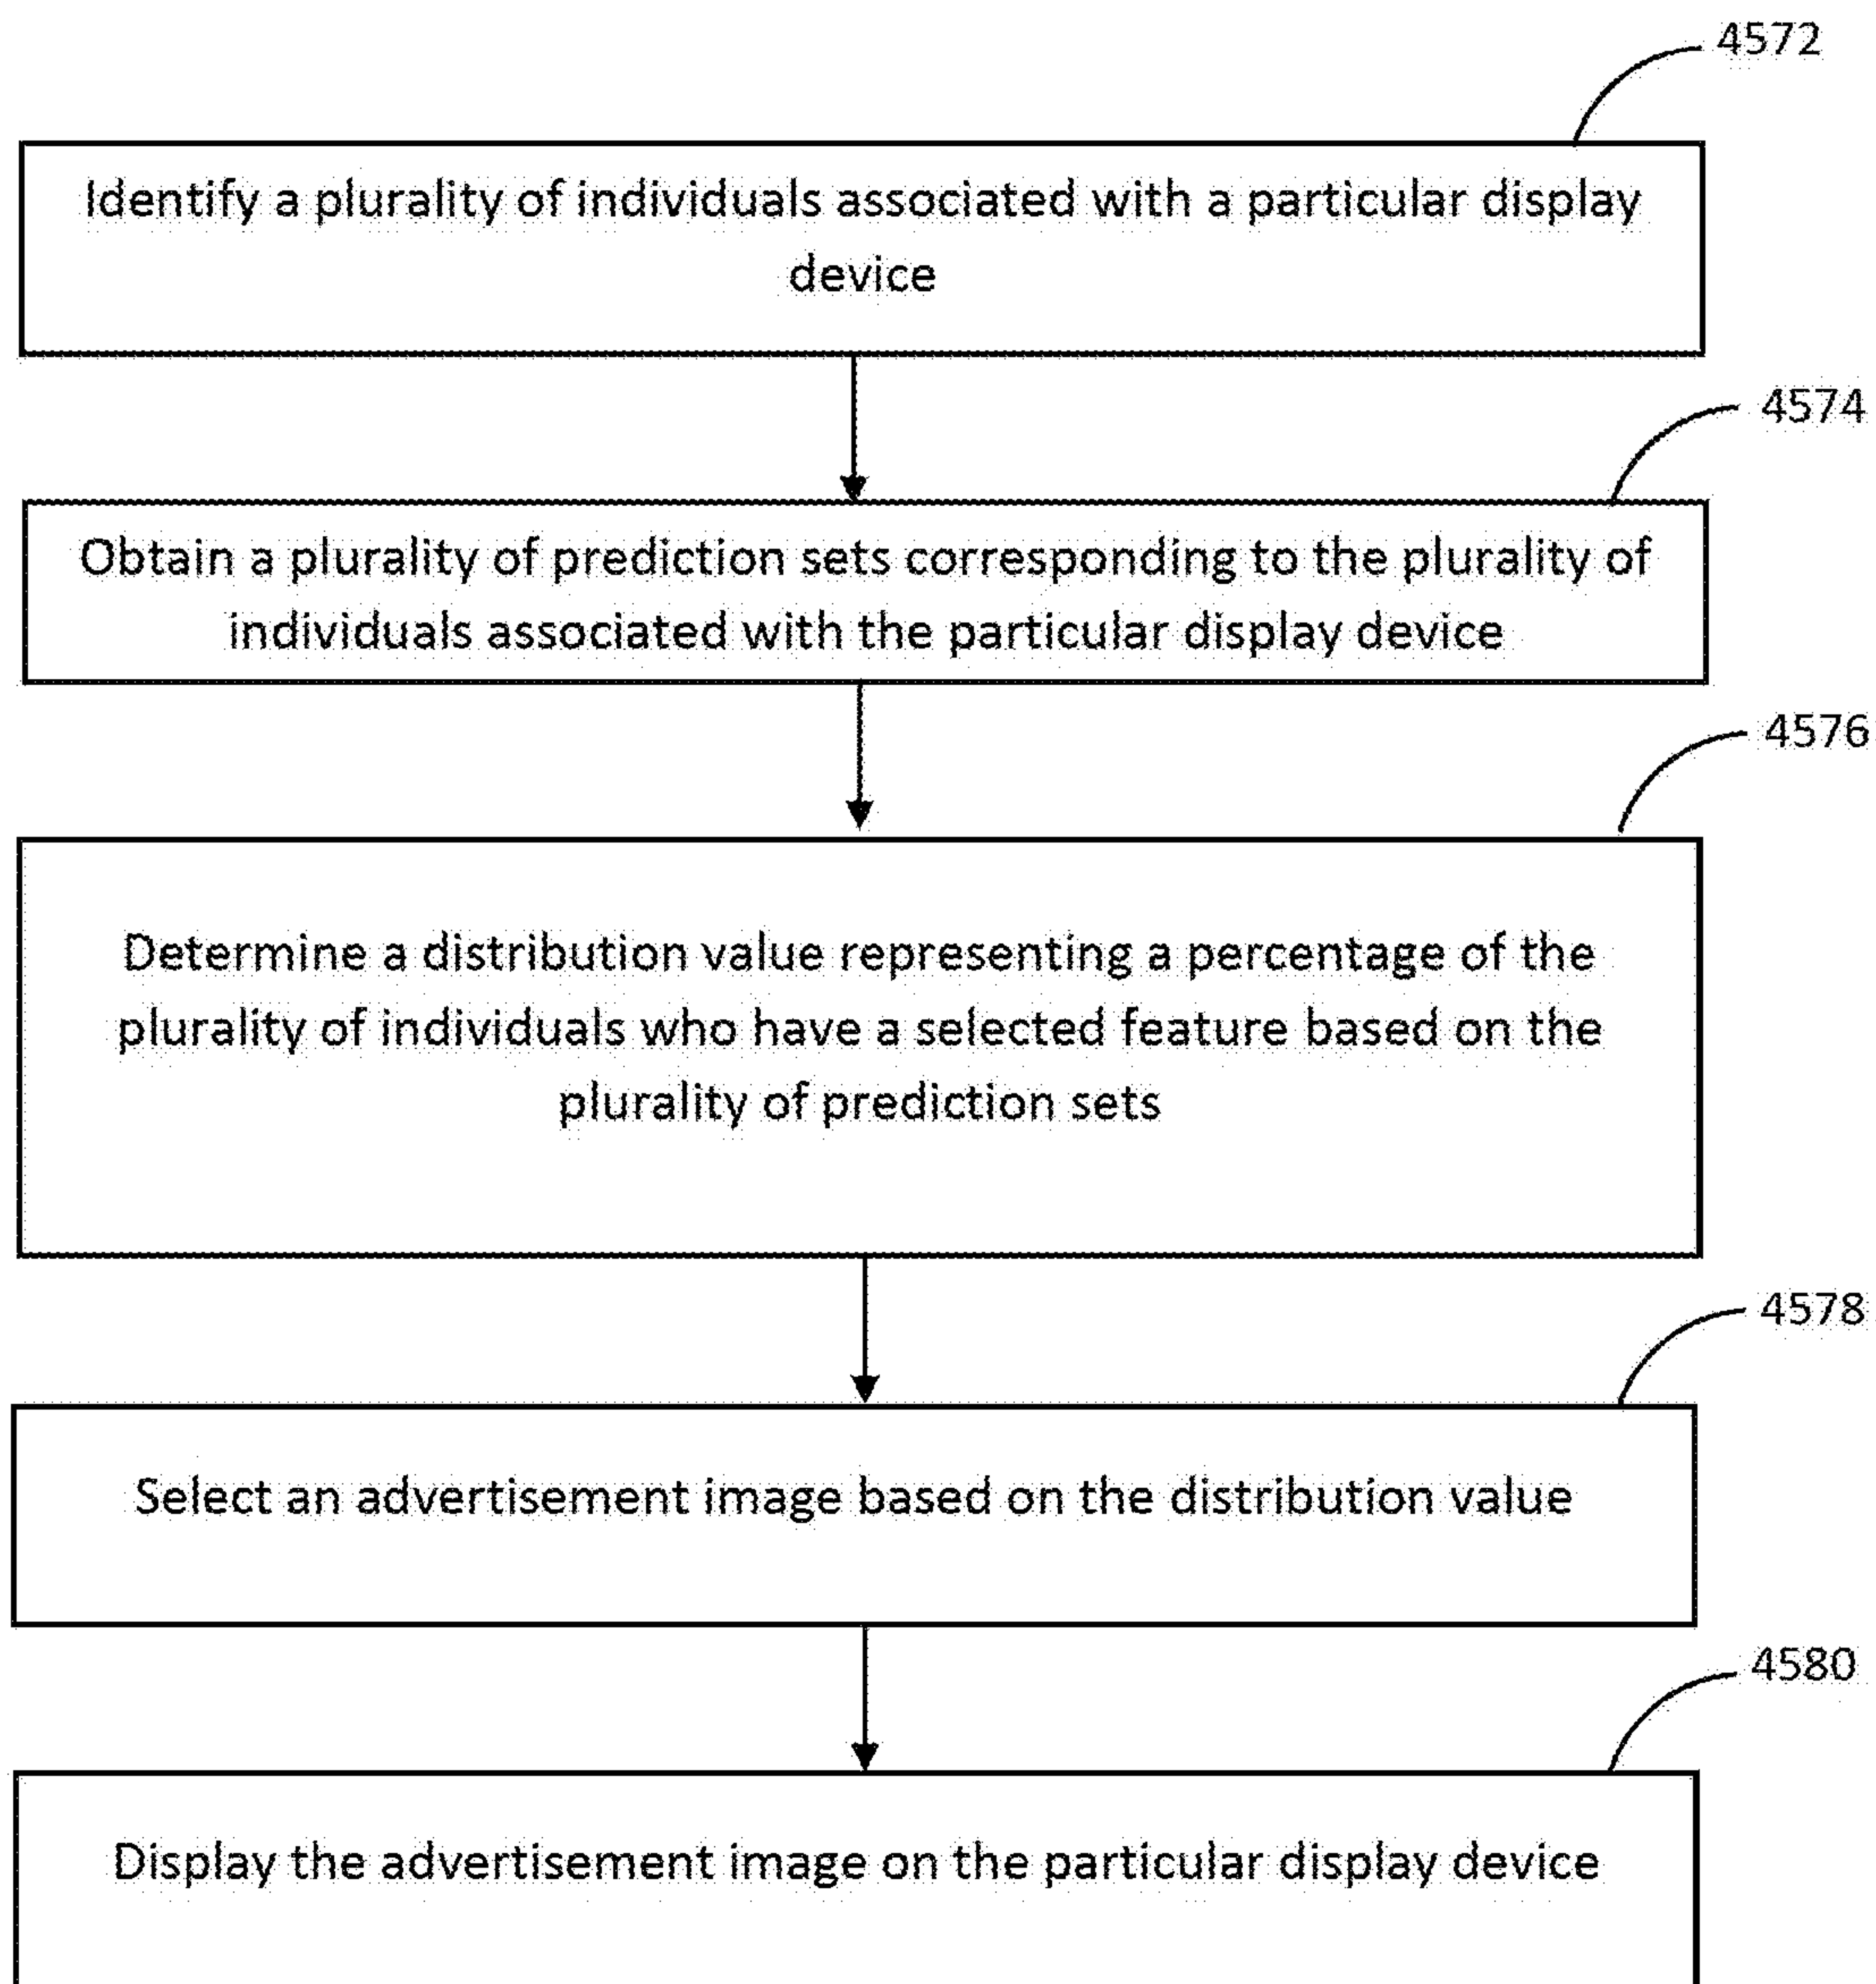 4572
Identify a plurality of individuals associated with a particular display
device
4574
Obtain a plurality of prediction sets corresponding to the plurality of
individuals associated with the particular display device
4576
Determine a distribution value representing a percentage of the
plurality of individuals who have a selected feature based on the
plurality of prediction sets
4578
Select an advertisement image based on the distribution value
4580
Display the advertisement image on the particular display device